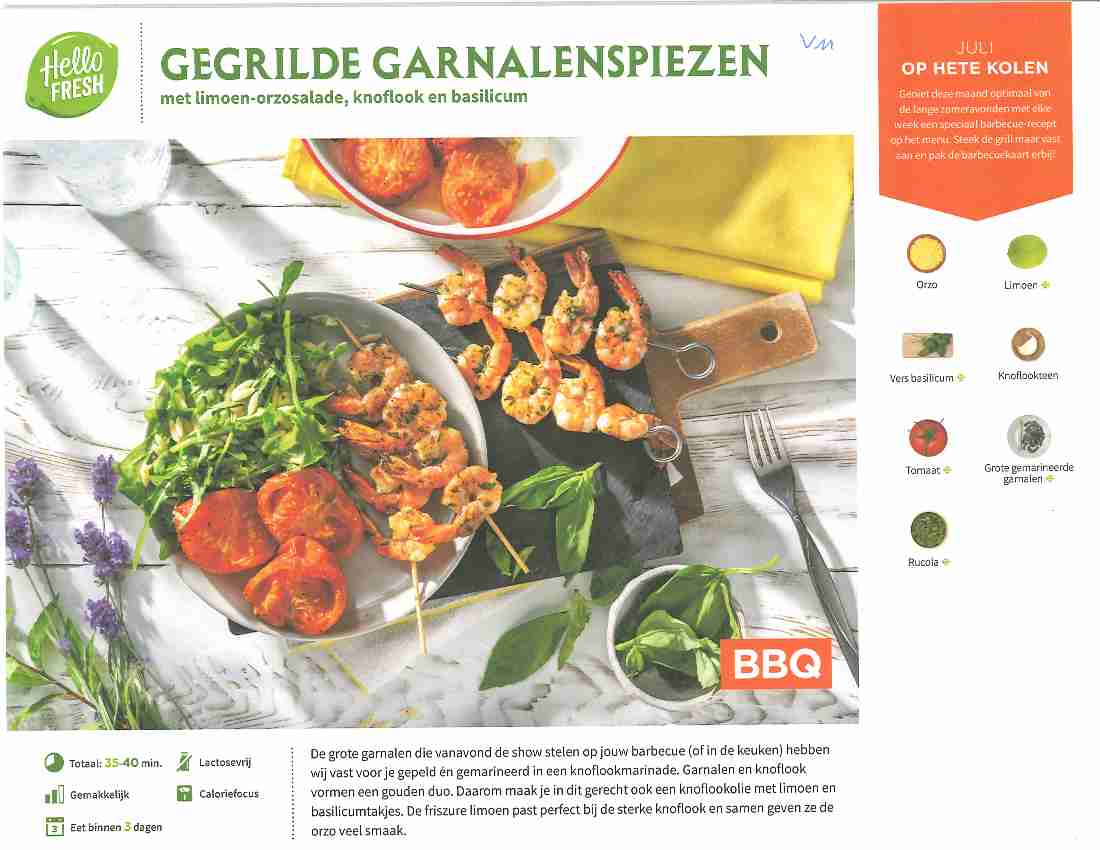 Hello
FRESH
GEGRILDE GARNALENSPIEZEN
met limoen-orzosalade, knoflook en basilicum
JULI
OP HETE KOLEN
Geniet deze maand optimaal van
de lange zomeravonden met elke
week een speciaal barbecue-recept
op het menu. Steek de grill maar vast
aan en pak de barbecuekaart erbij!
Orzo
Limoen
Vers basilicum
Knoflookteen
Tomaat
Grote gemarineerde
garnalen
Rucola
BBQ
Totaal: 35-40 min.
Lactosevrij
Gemakkelijk
Caloriefocus
3
Eet binnen 3 dagen
De grote garnalen die vanavond de show stelen op jouw barbecue (of in de keuken) hebben
wij vast voor je gepeld én gemarineerd in een knoflookmarinade. Garnalen en knoflook
vormen een gouden duo. Daarom maak je in dit gerecht ook een knoflookolie met limoen en
basilicumtakjes. De friszure limoen past perfect bij de sterke knoflook en samen geven ze de
orzo veel smaak.